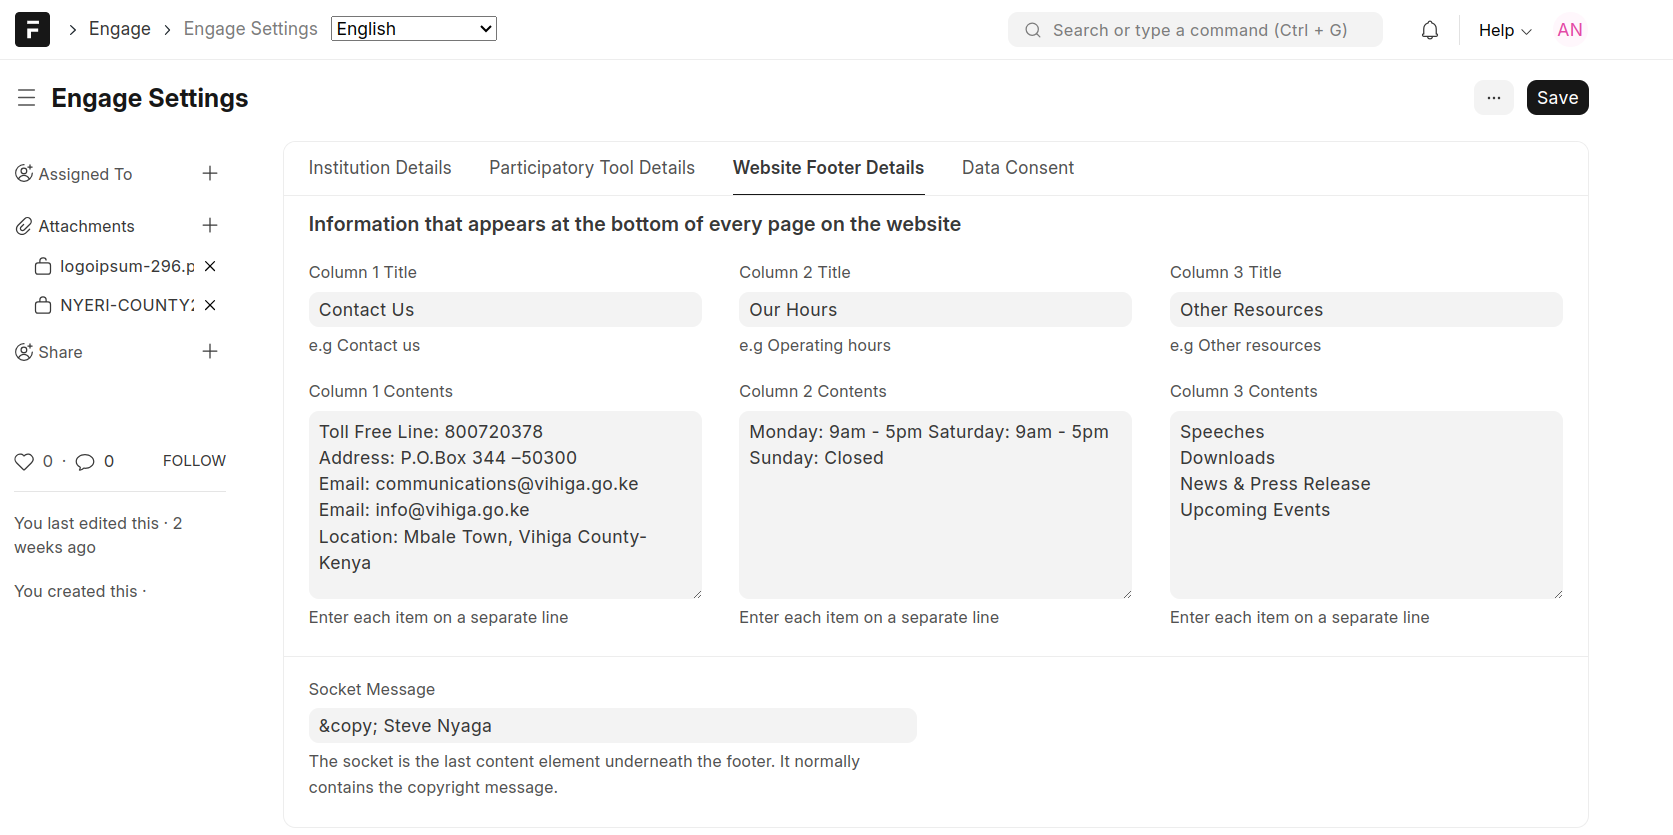 Engage
Engage Settings
English
Search or type a command (Ctrl + G)
Help
AN
Engage Settings
...
Save
Assigned To
Attachments
logoipsum-296.p
NYERI-COUNTY
Share
0 · 0
FOLLOW
You last edited this · 2
weeks ago
You created this ·
Institution Details
Participatory Tool Details
Website Footer Details
Data Consent
Information that appears at the bottom of every page on the website
Column 1 Title
Contact Us
e.g Contact us
Column 2 Title
Our Hours
e.g Operating hours
Column 3 Title
Other Resources
e.g Other resources
Column 1 Contents
Toll Free Line: 800720378
Address: P.O.Box 344 –50300
Email: communications@vihiga.go.ke
Email: info@vihiga.go.ke
Location: Mbale Town, Vihiga County-
Kenya
Enter each item on a separate line
Column 2 Contents
Monday: 9am - 5pm Saturday: 9am - 5pm
Sunday: Closed
Enter each item on a separate line
Column 3 Contents
Speeches
Downloads
News & Press Release
Upcoming Events
Enter each item on a separate line
Socket Message
&amp;copy; Steve Nyaga
The socket is the last content element underneath the footer. It normally
contains the copyright message.